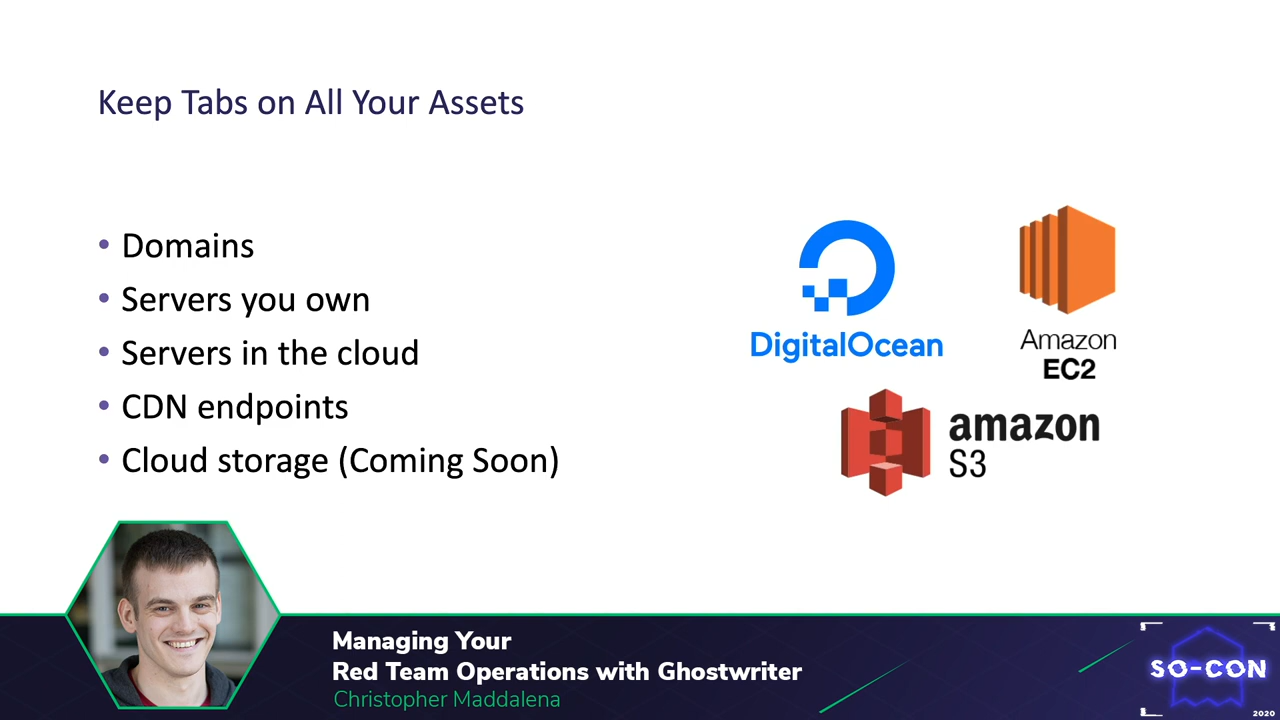 Keep Tabs on All Your Assets
• Domains
• Servers you own
• Servers in the cloud
• CDN endpoints
• Cloud storage (Coming Soon)
DigitalOcean
Amazon
EC2
amazon
S3
Managing Your
Red Team Operations with Ghostwriter
Christopher Maddalena
SO-CON
2020